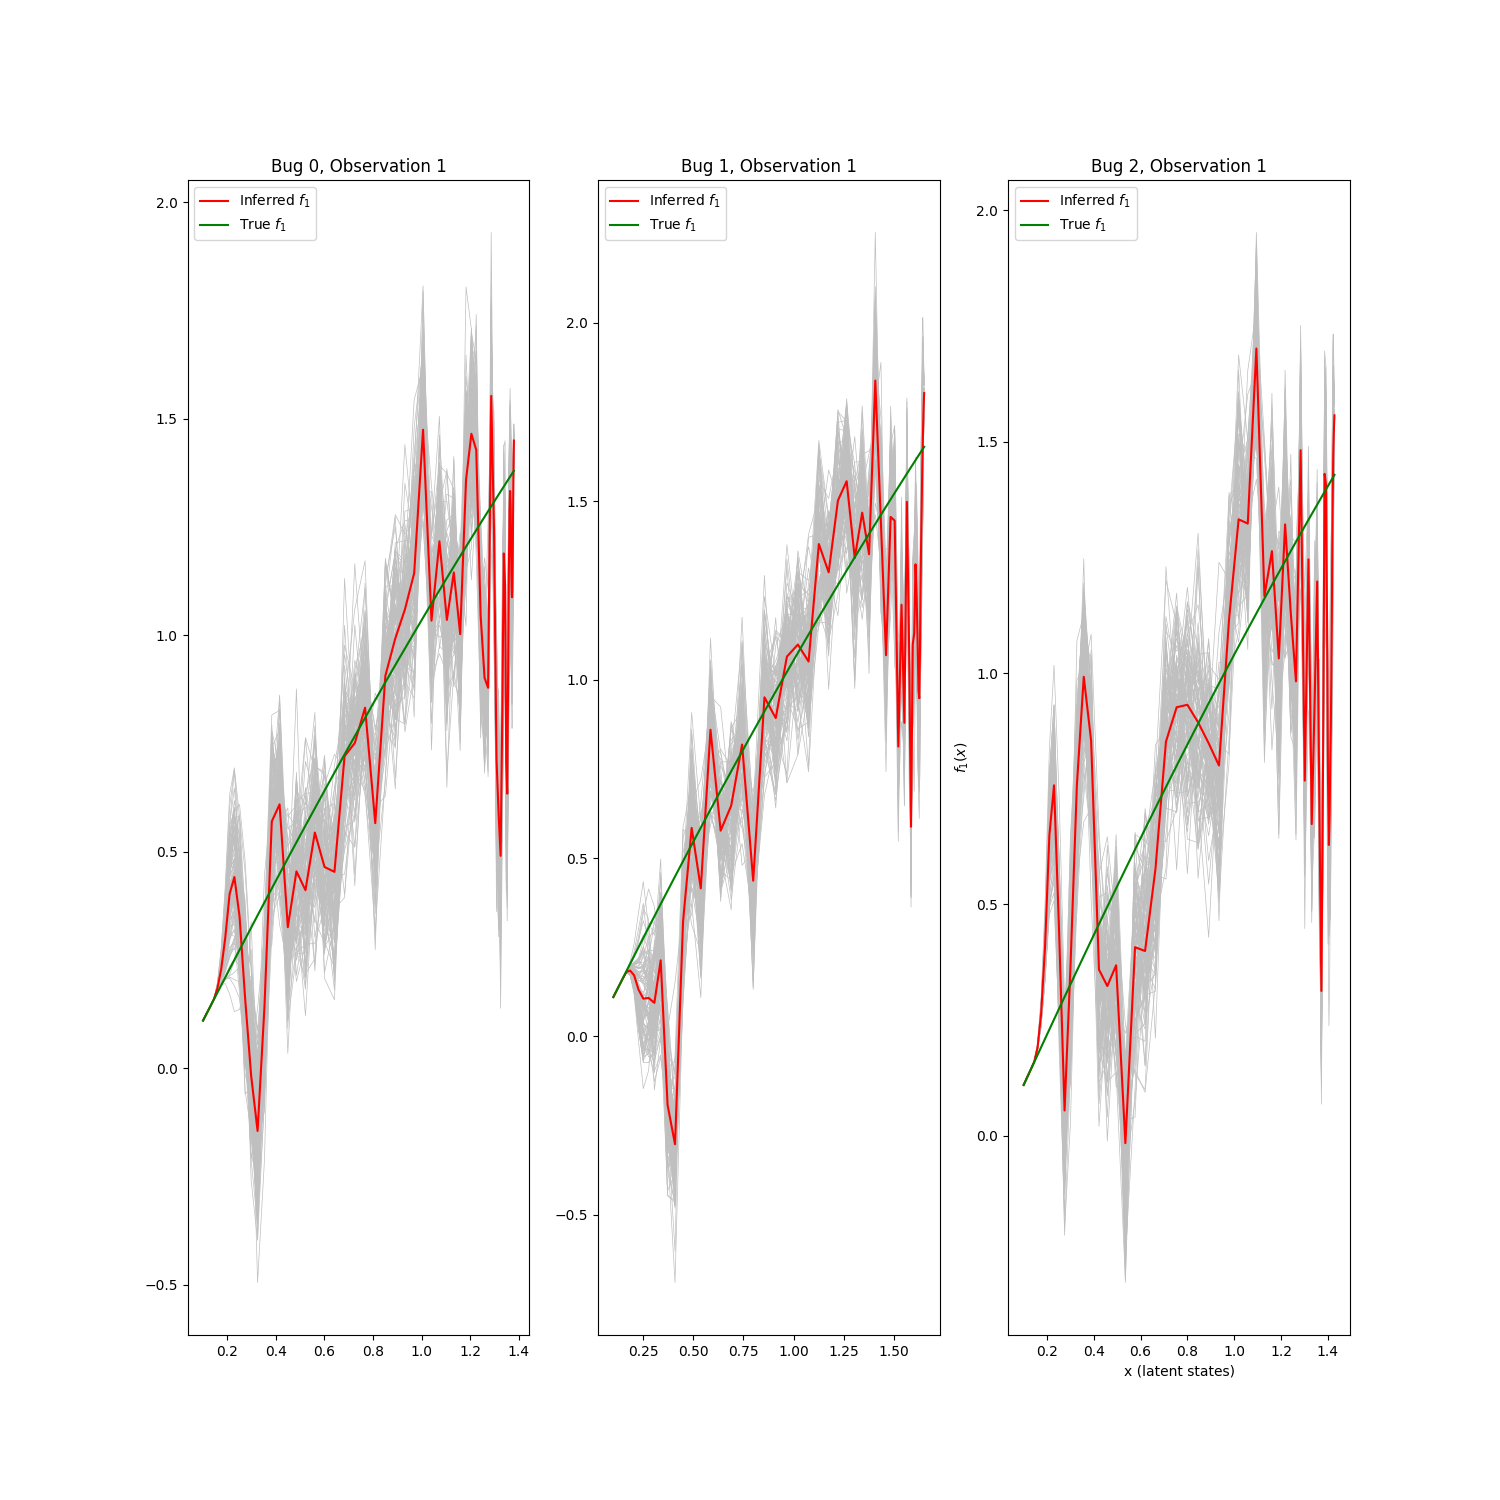 Bug 0, Observation 1
Inferred f₁
True f₁
2.0
1.5
1.0
0.5
0.0
−0.5
0.2 0.4 0.6 0.8 1.0 1.2 1.4
Bug 1, Observation 1
Inferred f₁
True f₁
2.0
1.5
1.0
0.5
0.0
−0.5
0.25 0.50 0.75 1.00 1.25 1.50
Bug 2, Observation 1
Inferred f₁
True f₁
f₁(x)
2.0
1.5
1.0
0.5
0.0
0.2 0.4 0.6 0.8 1.0 1.2 1.4
x (latent states)